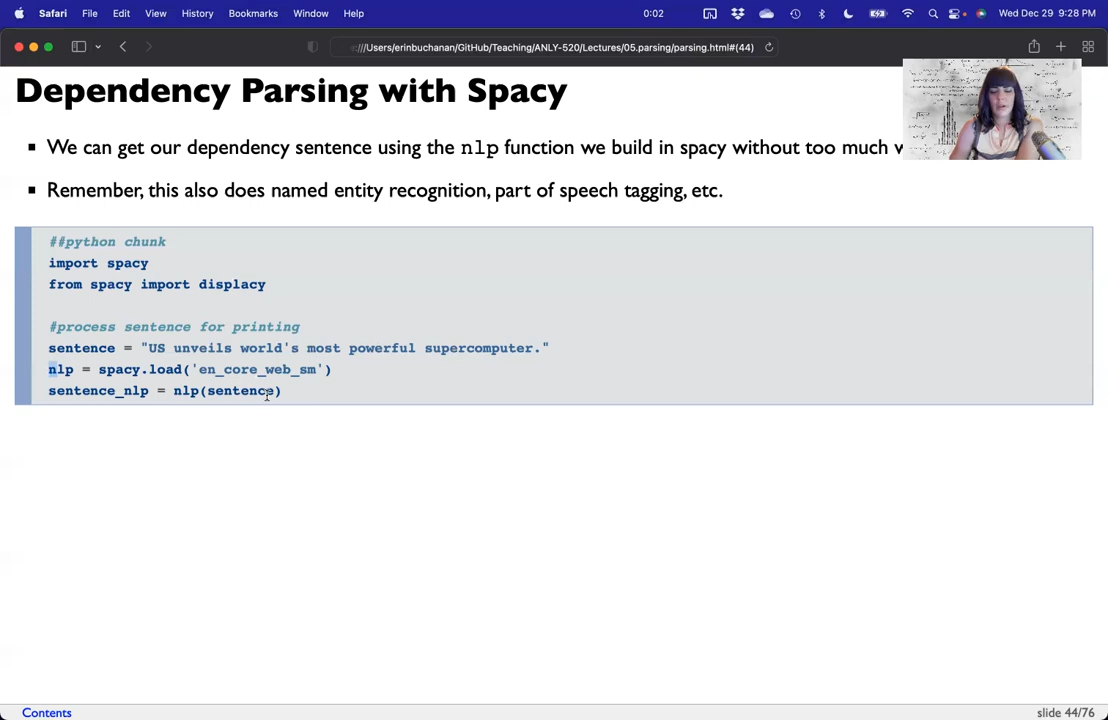 Safari File Edit View History Bookmarks Window Help 0:02 Wed Dec 29 9:28 PM
:///Users/erinbuchanan/GitHub/Teaching/ANLY-520/Lectures/05.parsing/parsing.html#(44)
Dependency Parsing with Spacy
▪ We can get our dependency sentence using the nlp function we build in spacy without too much w
▪ Remember, this also does named entity recognition, part of speech tagging, etc.
##python chunk
import spacy
from spacy import displacy
#process sentence for printing
sentence = "US unveils world's most powerful supercomputer."
nlp = spacy.load('en_core_web_sm')
sentence_nlp = nlp(sentence)
Contents slide 44/76